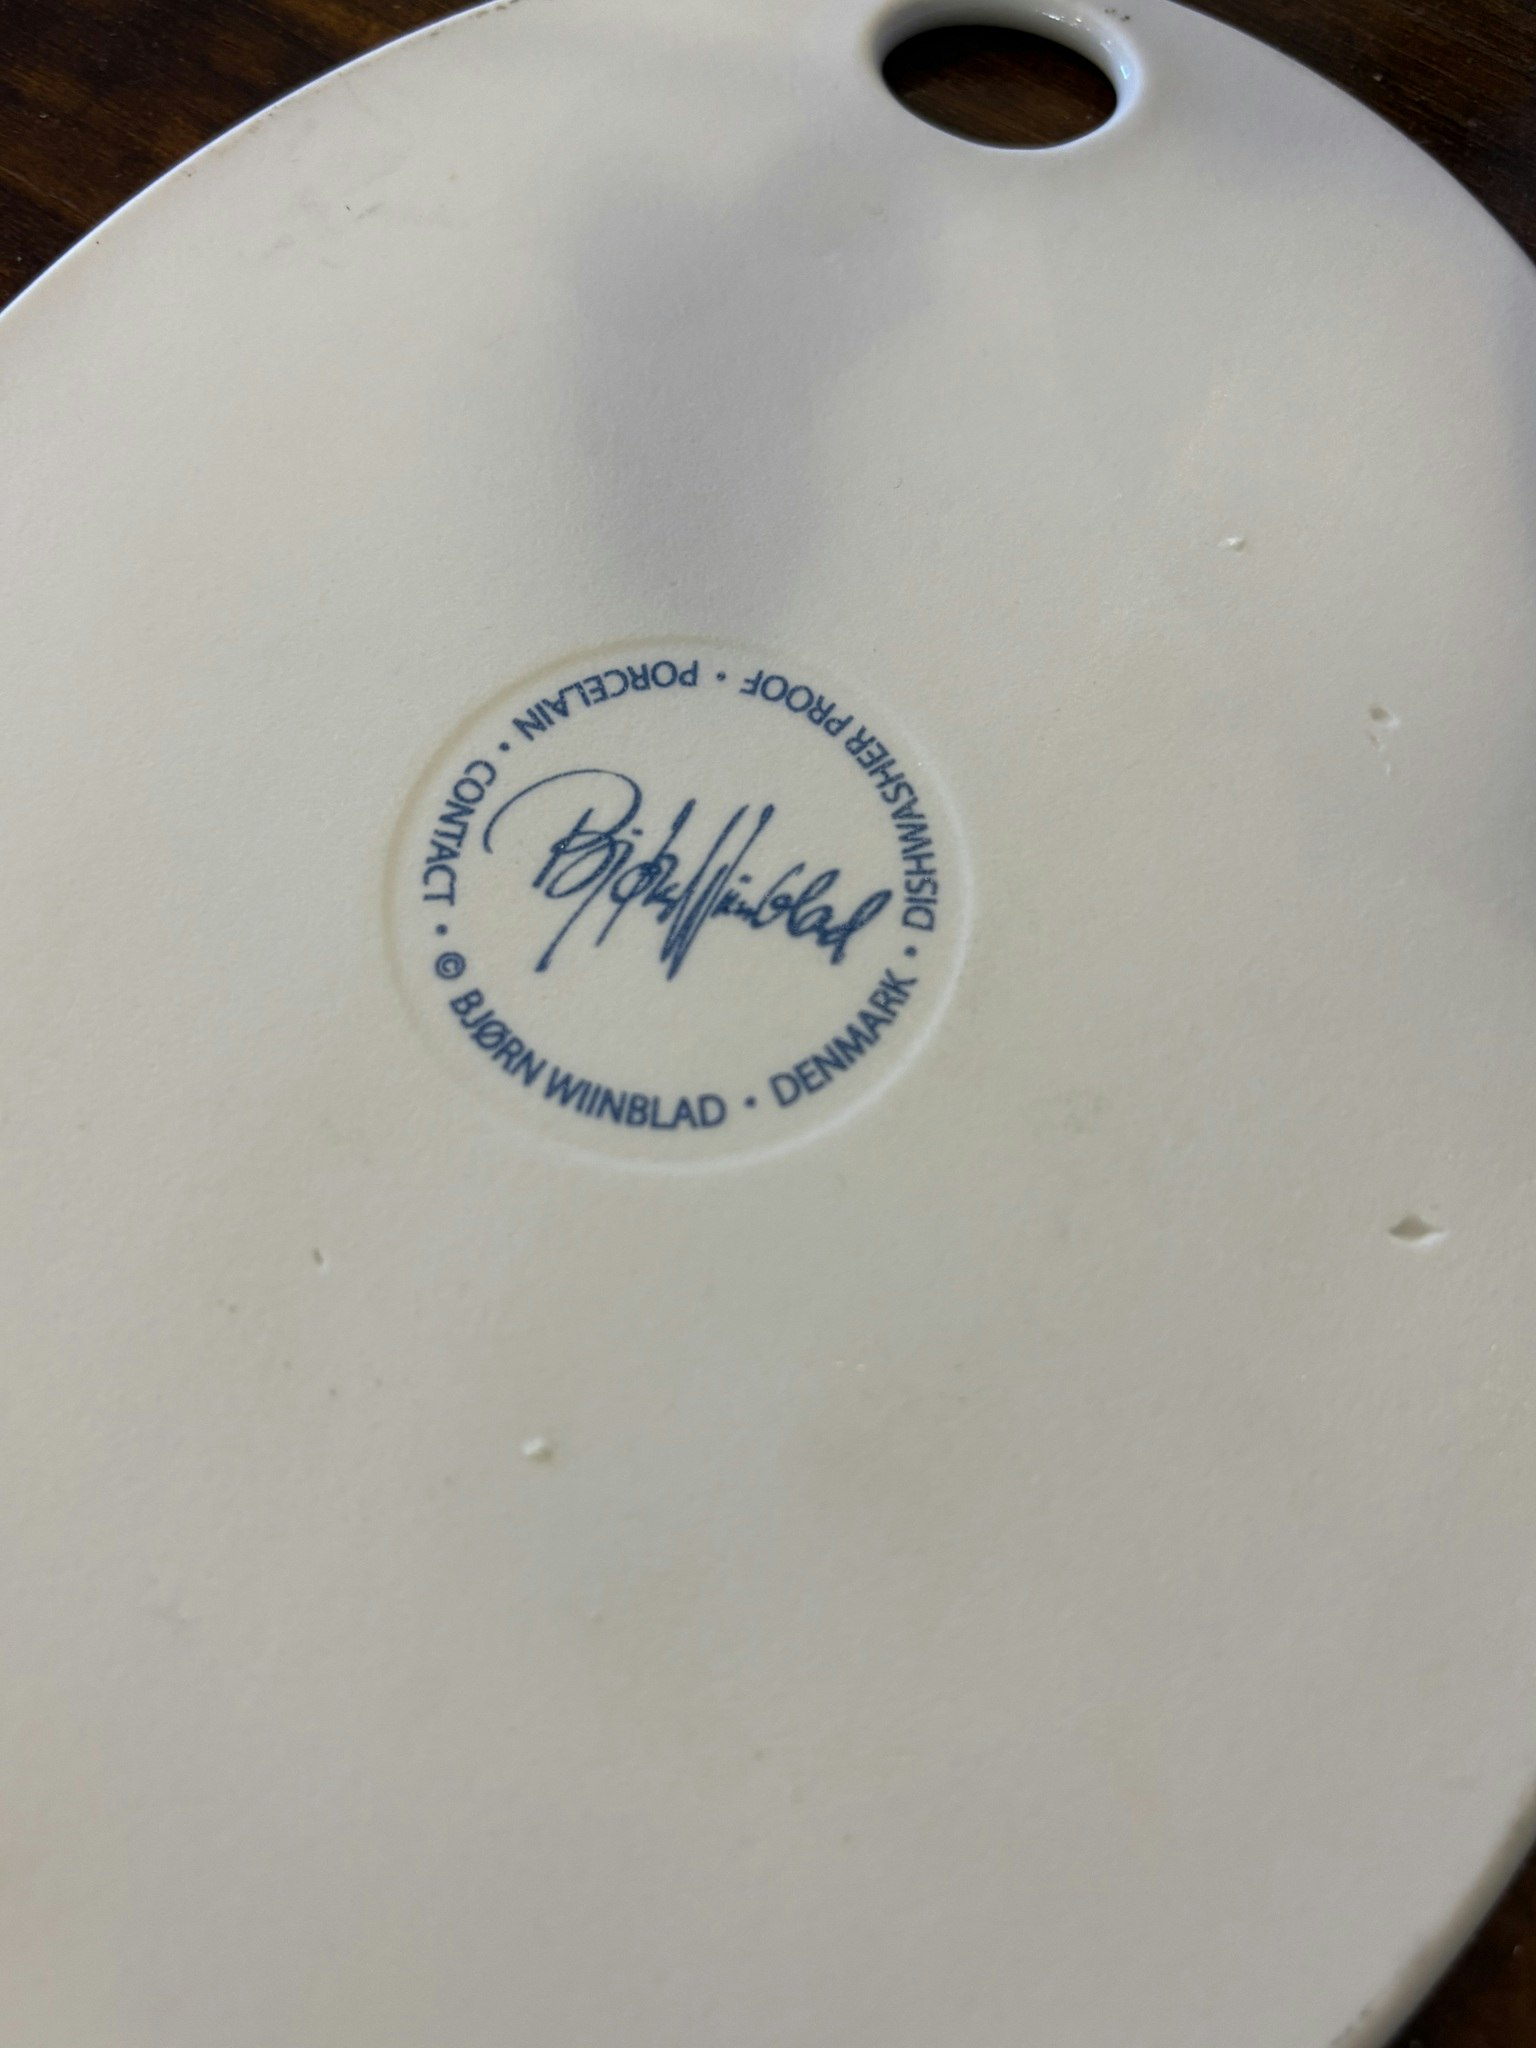 Bjørn Wiinblad
© BJØRN WIINBLAD • DENMARK • DISHWASHER PROOF • PORCELAIN • CONTACT •